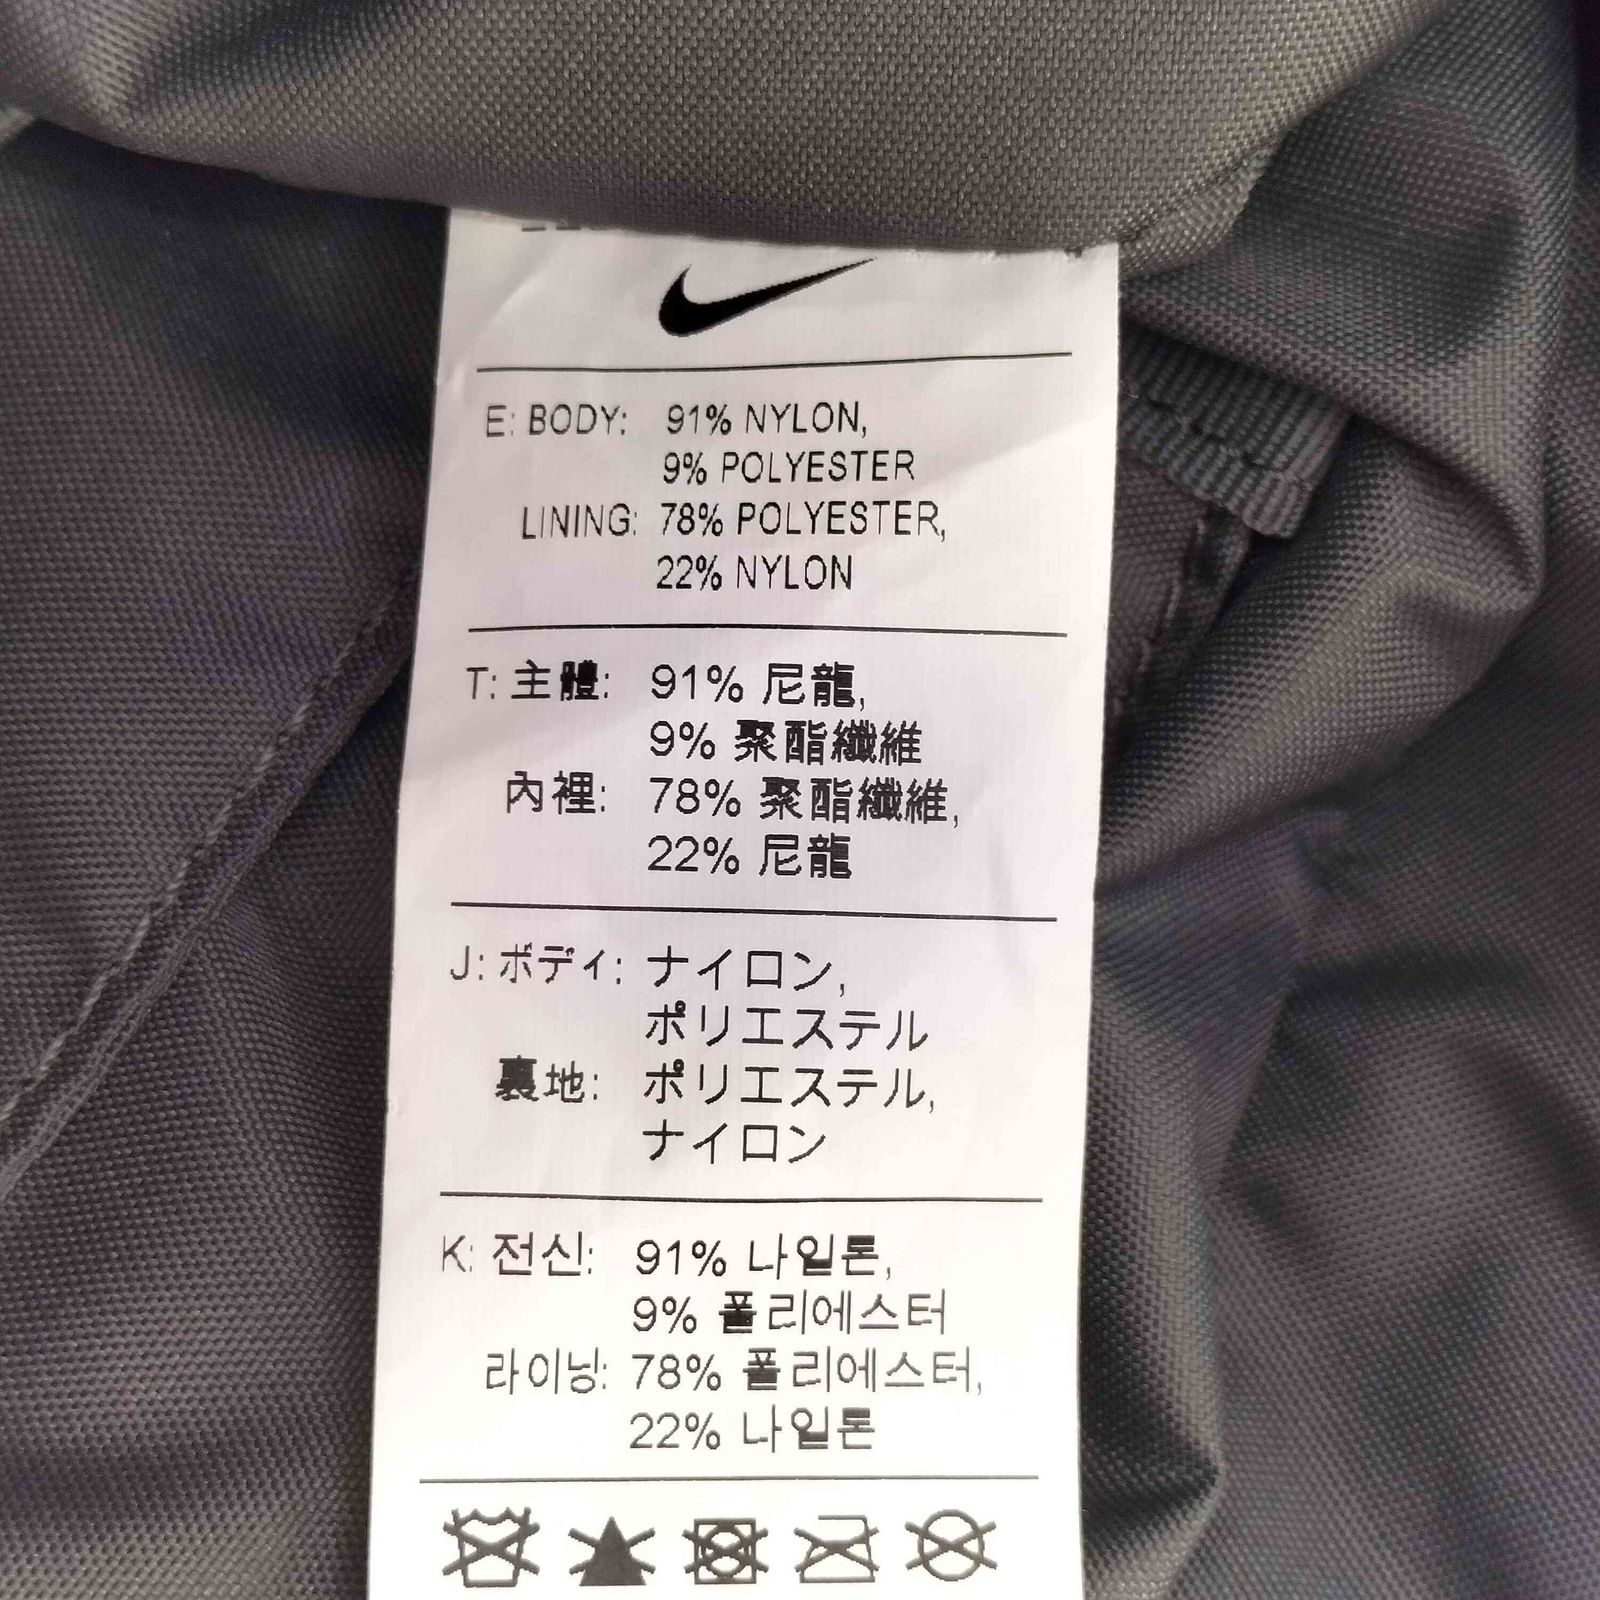 E: BODY: 91% NYLON,
9% POLYESTER
LINING: 78% POLYESTER,
22% NYLON
T: 主體: 91% 尼龍,
9% 聚酯纖維
內裡: 78% 聚酯纖維,
22% 尼龍
J: ボディ: ナイロン,
ポリエステル
裏地: ポリエステル,
ナイロン
K: 전신: 91% 나일론,
9% 폴리에스터
라이닝: 78% 폴리에스터,
22% 나일론